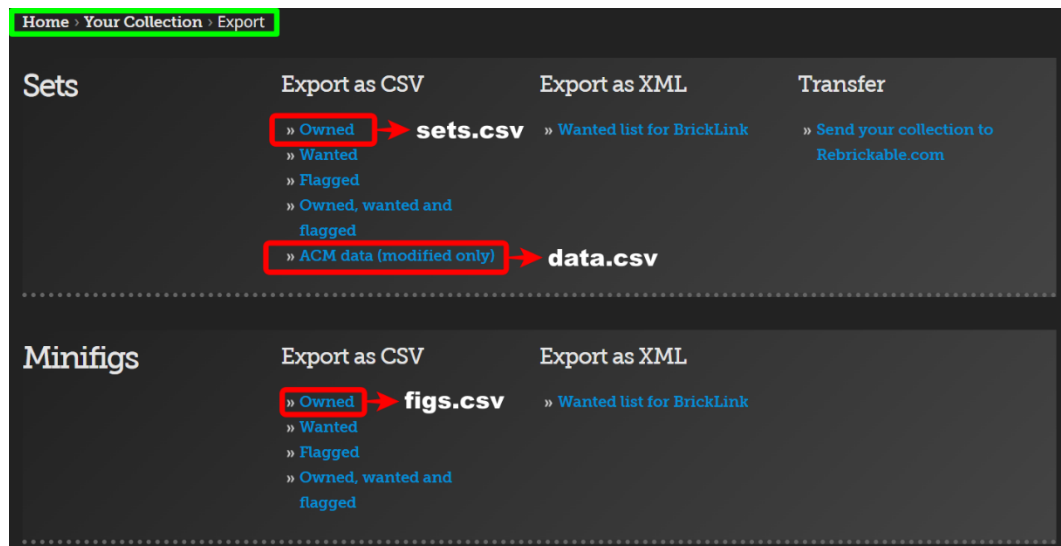 Home › Your Collection › Export
Sets
Export as CSV
» Owned
sets.csv
» Wanted
» Flagged
» Owned, wanted and
flagged
» ACM data (modified only)
data.csv
Export as XML
» Wanted list for BrickLink
Transfer
» Send your collection to
Rebrickable.com
Minifigs
Export as CSV
» Owned
figs.csv
» Wanted
» Flagged
» Owned, wanted and
flagged
Export as XML
» Wanted list for BrickLink